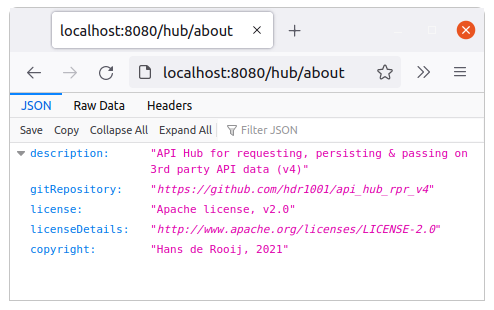 localhost:8080/hub/about
localhost:8080/hub/about
JSON Raw Data Headers
Save Copy Collapse All Expand All Filter JSON
description: "API Hub for requesting, persisting & passing on
3rd party API data (v4)"
gitRepository: "https://github.com/hdr1001/api_hub_rpr_v4"
license: "Apache license, v2.0"
licenseDetails: "http://www.apache.org/licenses/LICENSE-2.0"
copyright: "Hans de Rooij, 2021"